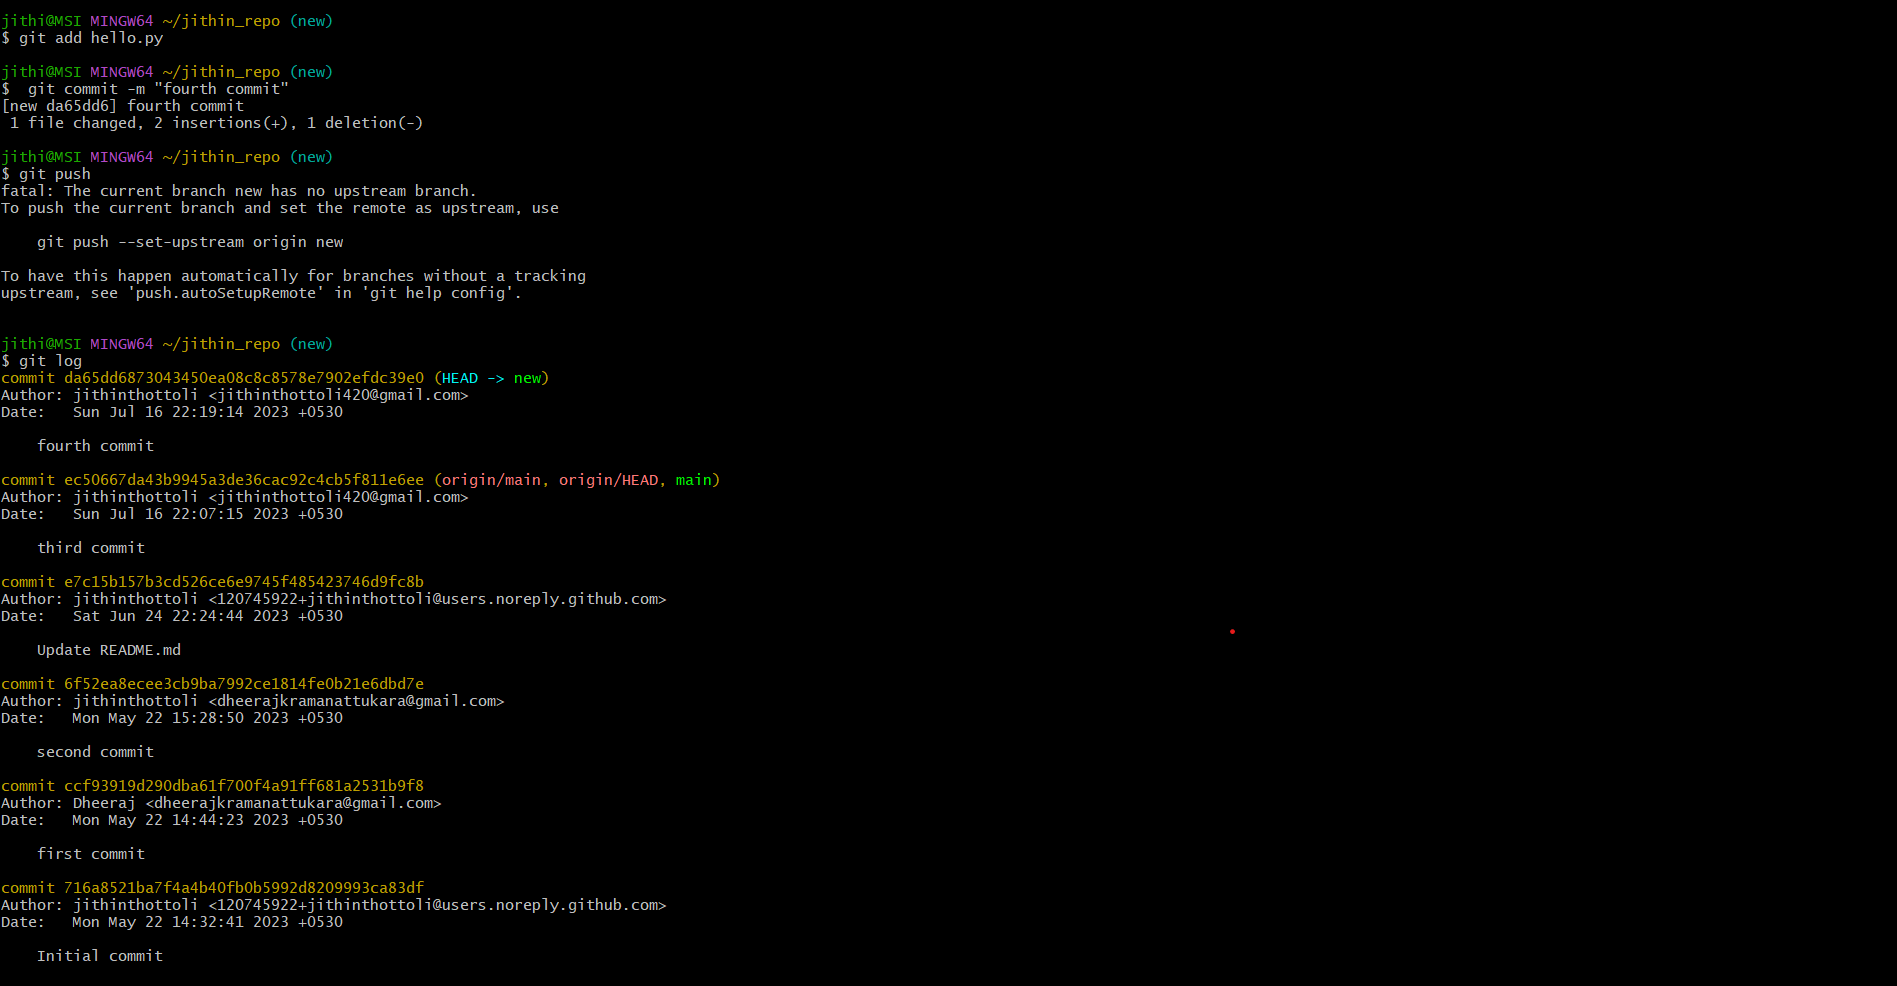 jithi@MSI MINGW64 ~/jithin_repo (new)
$ git add hello.py
jithi@MSI MINGW64 ~/jithin_repo (new)
$  git commit -m "fourth commit"
[new da65dd6] fourth commit
 1 file changed, 2 insertions(+), 1 deletion(-)
jithi@MSI MINGW64 ~/jithin_repo (new)
$ git push
fatal: The current branch new has no upstream branch.
To push the current branch and set the remote as upstream, use
    git push --set-upstream origin new
To have this happen automatically for branches without a tracking
upstream, see 'push.autoSetupRemote' in 'git help config'.
jithi@MSI MINGW64 ~/jithin_repo (new)
$ git log
commit da65dd6873043450ea08c8c8578e7902efdc39e0 (HEAD -> new)
Author: jithinthottoli <jithinthottoli420@gmail.com>
Date:   Sun Jul 16 22:19:14 2023 +0530
    fourth commit
commit ec50667da43b9945a3de36cac92c4cb5f811e6ee (origin/main, origin/HEAD, main)
Author: jithinthottoli <jithinthottoli420@gmail.com>
Date:   Sun Jul 16 22:07:15 2023 +0530
    third commit
commit e7c15b157b3cd526ce6e9745f485423746d9fc8b
Author: jithinthottoli <120745922+jithinthottoli@users.noreply.github.com>
Date:   Sat Jun 24 22:24:44 2023 +0530
    Update README.md
commit 6f52ea8ecee3cb9ba7992ce1814fe0b21e6dbd7e
Author: jithinthottoli <dheerajkramanattukara@gmail.com>
Date:   Mon May 22 15:28:50 2023 +0530
    second commit
commit ccf93919d290dba61f700f4a91ff681a2531b9f8
Author: Dheeraj <dheerajkramanattukara@gmail.com>
Date:   Mon May 22 14:44:23 2023 +0530
    first commit
commit 716a8521ba7f4a4b40fb0b5992d8209993ca83df
Author: jithinthottoli <120745922+jithinthottoli@users.noreply.github.com>
Date:   Mon May 22 14:32:41 2023 +0530
    Initial commit